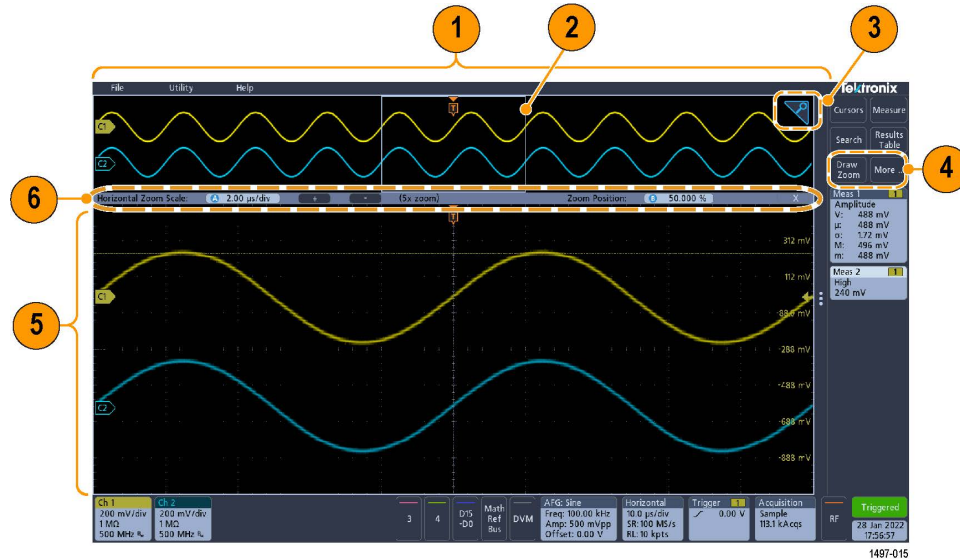 1
2
3
4
5
6
File Utility Help
Tektronix
Cursors Measure
Search Results Table
Draw Zoom More ...
C1
T
C2
Horizontal Zoom Scale: A 2.00 µs/div + - (5x zoom) Zoom Position: B 50.000 % X
T
Meas 1 1
Amplitude
V: 488 mV
µ: 488 mV
σ: 1.72 mV
M: 496 mV
m: 488 mV
Meas 2 1
High
240 mV
312 mV
112 mV
C1
-88.0 mV
-288 mV
-488 mV
C2
-688 mV
-888 mV
Ch 1
200 mV/div
1 MΩ
500 MHz
Ch 2
200 mV/div
1 MΩ
500 MHz
3
4
D15
-D0
Math
Ref
Bus
DVM
AFG: Sine
Freq: 100.00 kHz
Amp: 500 mVpp
Offset: 0.00 V
Horizontal
10.0 µs/div
SR: 100 MS/s
RL: 10 kpts
Trigger 1
0.00 V
Acquisition
Sample
113.1 kAcqs
RF
Triggered
28 Jan 2022
17:56:57
1497-015